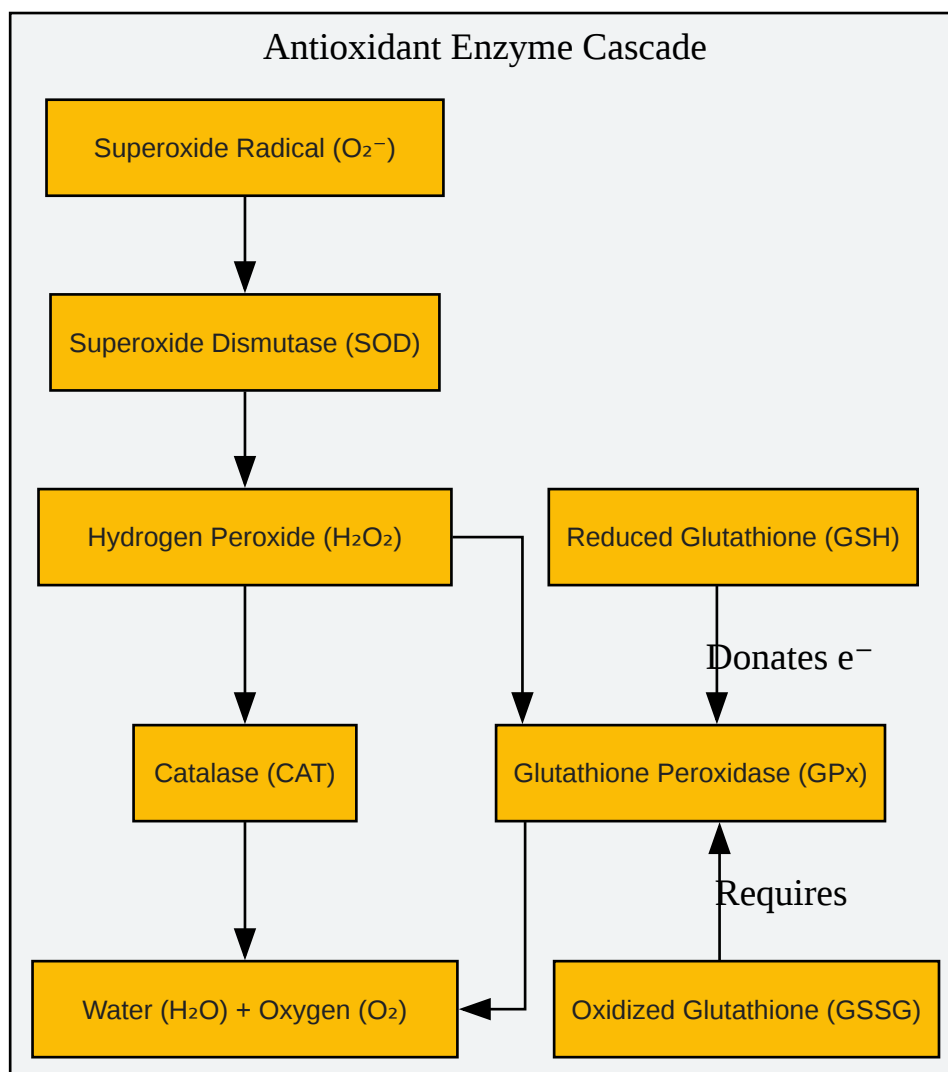 Antioxidant Enzyme Cascade
Superoxide Radical (O₂⁻)
Superoxide Dismutase (SOD)
Hydrogen Peroxide (H₂O₂)
Reduced Glutathione (GSH)
Donates e⁻
Catalase (CAT)
Glutathione Peroxidase (GPx)
Requires
Water (H₂O) + Oxygen (O₂)
Oxidized Glutathione (GSSG)